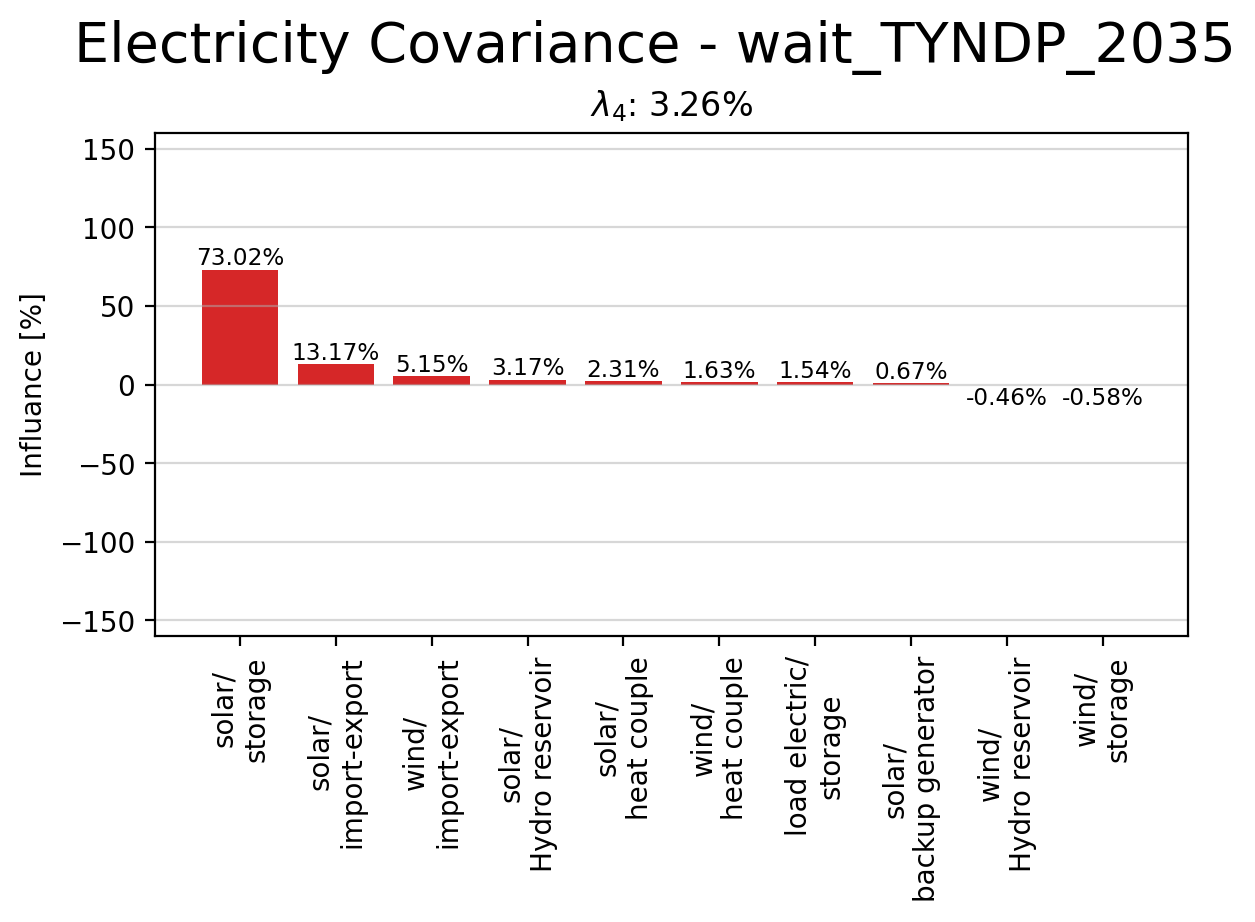 Electricity Covariance - wait_TYNDP_2035
λ4: 3.26%
Influance [%]
150
100
50
0
−50
−100
−150
73.02%
13.17%
5.15%
3.17%
2.31%
1.63%
1.54%
0.67%
-0.46%
-0.58%
solar/
storage
solar/
import-export
wind/
import-export
solar/
Hydro reservoir
solar/
heat couple
wind/
heat couple
load electric/
storage
solar/
backup generator
wind/
Hydro reservoir
wind/
storage